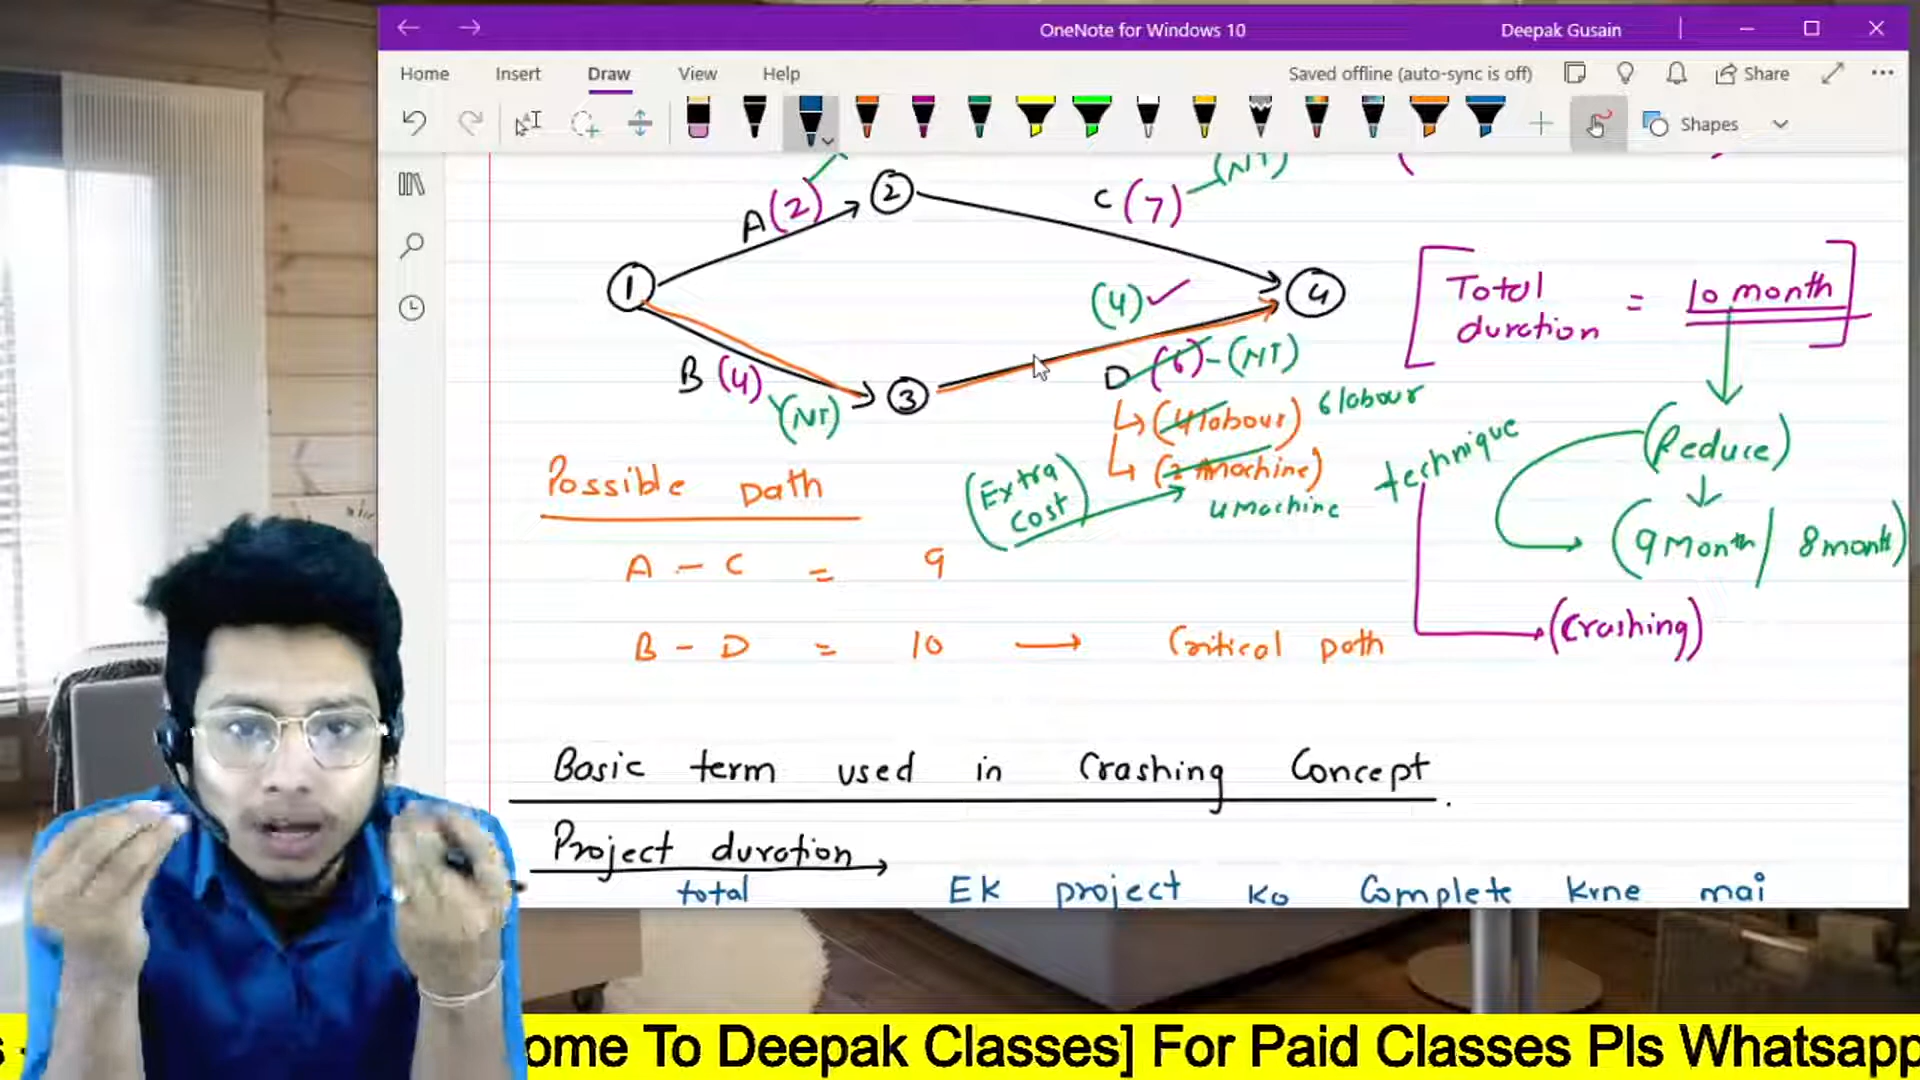 OneNote for Windows 10
Deepak Gusain
Home Insert Draw View Help
Saved offline (auto-sync is off)
Share
Shapes
(NT)
A (2)
2
C (7)
1
4
(4)
Total duration = 10 month
B (4)
(NT)
3
D (6) - (NT)
(4 labour) 6 labour
(2 Machine)
4 Machine
(Extra Cost)
technique
(Reduce)
(9 Month / 8 month)
(Crashing)
Possible path
A - C = 9
B - D = 10 → Critical path
Basic term used in Crashing Concept.
Project duration
total EK project Ko Complete krne mai
ome To Deepak Classes] For Paid Classes Pls Whatsapp